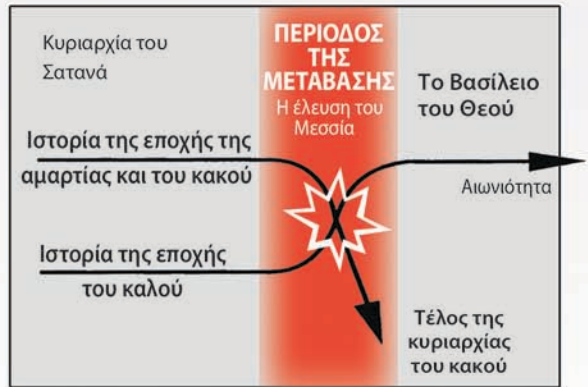 Κυριαρχία του
Σατανά
Ιστορία της εποχής της
αμαρτίας και του κακού
Ιστορία της εποχής
του καλού
ΠΕΡΙΟΔΟΣ
ΤΗΣ
ΜΕΤΑΒΑΣΗΣ
Η έλευση του
Μεσσία
Το Βασίλειο
του Θεού
Αιωνιότητα
Τέλος της
κυριαρχίας
του κακού